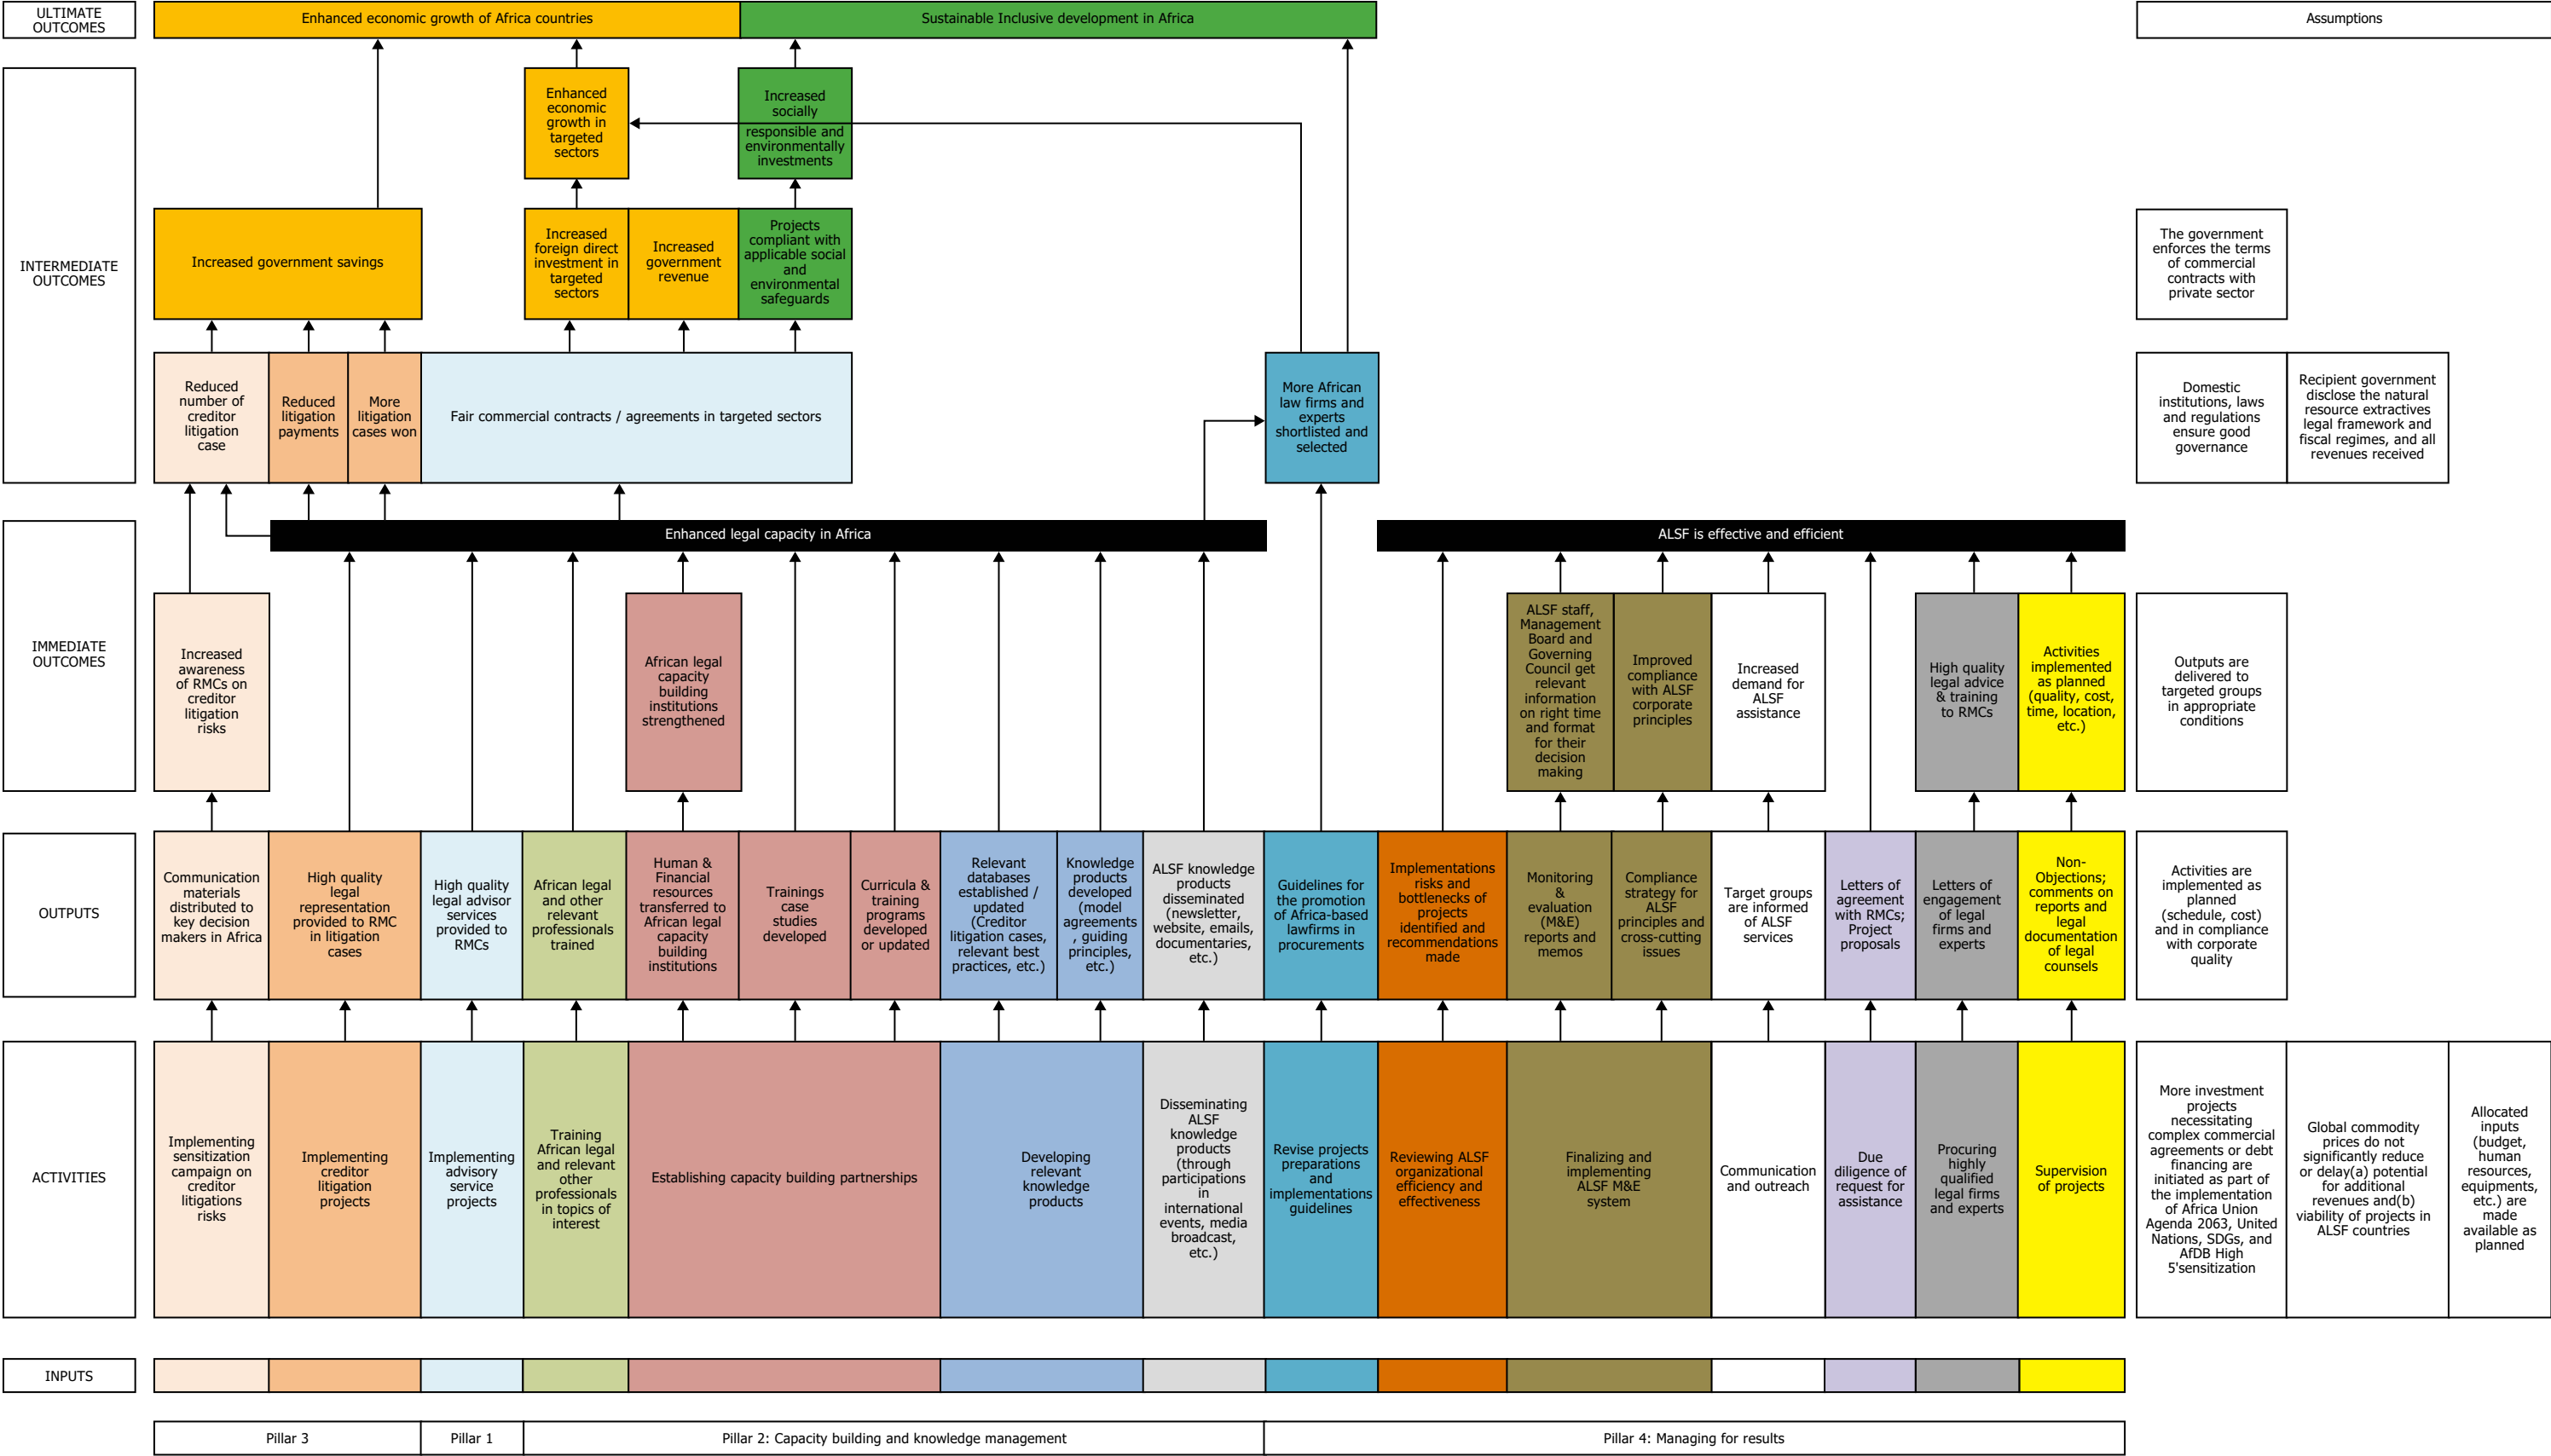 ULTIMATE
OUTCOMES
Enhanced economic growth of Africa countries
Sustainable Inclusive development in Africa
Assumptions
INTERMEDIATE
OUTCOMES
Enhanced
economic
growth in
targeted
sectors
Increased
socially
responsible and
environmentally
investments
Increased government savings
Increased
foreign direct
investment in
targeted
sectors
Increased
government
revenue
Projects
compliant with
applicable social
and
environmental
safeguards
The government
enforces the terms
of commercial
contracts with
private sector
Reduced
number of
creditor
litigation
case
Reduced
litigation
payments
More
litigation
cases won
Fair commercial contracts / agreements in targeted sectors
More African
law firms and
experts
shortlisted and
selected
Domestic
institutions, laws
and regulations
ensure good
governance
Recipient government
disclose the natural
resource extractives
legal framework and
fiscal regimes, and all
revenues received
IMMEDIATE
OUTCOMES
Enhanced legal capacity in Africa
ALSF is effective and efficient
Increased
awareness
of RMCs on
creditor
litigation
risks
African legal
capacity
building
institutions
strengthened
ALSF staff,
Management
Board and
Governing
Council get
relevant
information
on right time
and format
for their
decision
making
Improved
compliance
with ALSF
corporate
principles
Increased
demand for
ALSF
assistance
High quality
legal advice
& training
to RMCs
Activities
implemented
as planned
(quality, cost,
time, location,
etc.)
Outputs are
delivered to
targeted groups
in appropriate
conditions
OUTPUTS
Communication
materials
distributed to
key decision
makers in Africa
High quality
legal
representation
provided to RMC
in litigation
cases
High quality
legal advisor
services
provided to
RMCs
African legal
and other
relevant
professionals
trained
Human &
Financial
resources
transferred to
African legal
capacity
building
institutions
Trainings
case
studies
developed
Curricula &
training
programs
developed
or updated
Relevant
databases
established /
updated
(Creditor
litigation cases,
relevant best
practices, etc.)
Knowledge
products
developed
(model
agreements
, guiding
principles,
etc.)
ALSF knowledge
products
disseminated
(newsletter,
website, emails,
documentaries,
etc.)
Guidelines for
the promotion
of Africa-based
lawfirms in
procurements
Implementations
risks and
bottlenecks of
projects
identified and
recommendations
made
Monitoring
&
evaluation
(M&E)
reports and
memos
Compliance
strategy for
ALSF
principles and
cross-cutting
issues
Target groups
are informed
of ALSF
services
Letters of
agreement
with RMCs;
Project
proposals
Letters of
engagement
of legal
firms and
experts
Non-
Objections;
comments on
reports and
legal
documentation
of legal
counsels
Activities are
implemented as
planned
(schedule, cost)
and in compliance
with corporate
quality
ACTIVITIES
Implementing
sensitization
campaign on
creditor
litigations
risks
Implementing
creditor
litigation
projects
Implementing
advisory
service
projects
Training
African legal
and relevant
other
professionals
in topics of
interest
Establishing capacity building partnerships
Developing
relevant
knowledge
products
Disseminating
ALSF
knowledge
products
(through
participations
in
international
events, media
broadcast,
etc.)
Revise projects
preparations
and
implementations
guidelines
Reviewing ALSF
organizational
efficiency and
effectiveness
Finalizing and
implementing
ALSF M&E
system
Communication
and outreach
Due
diligence of
request for
assistance
Procuring
highly
qualified
legal firms
and experts
Supervision
of projects
More investment
projects
necessitating
complex commercial
agreements or debt
financing are
initiated as part of
the implementation
of Africa Union
Agenda 2063, United
Nations, SDGs, and
AfDB High
5'sensitization
Global commodity
prices do not
significantly reduce
or delay(a) potential
for additional
revenues and(b)
viability of projects in
ALSF countries
Allocated
inputs
(budget,
human
resources,
equipments,
etc.) are
made
available as
planned
INPUTS
Pillar 3
Pillar 1
Pillar 2: Capacity building and knowledge management
Pillar 4: Managing for results